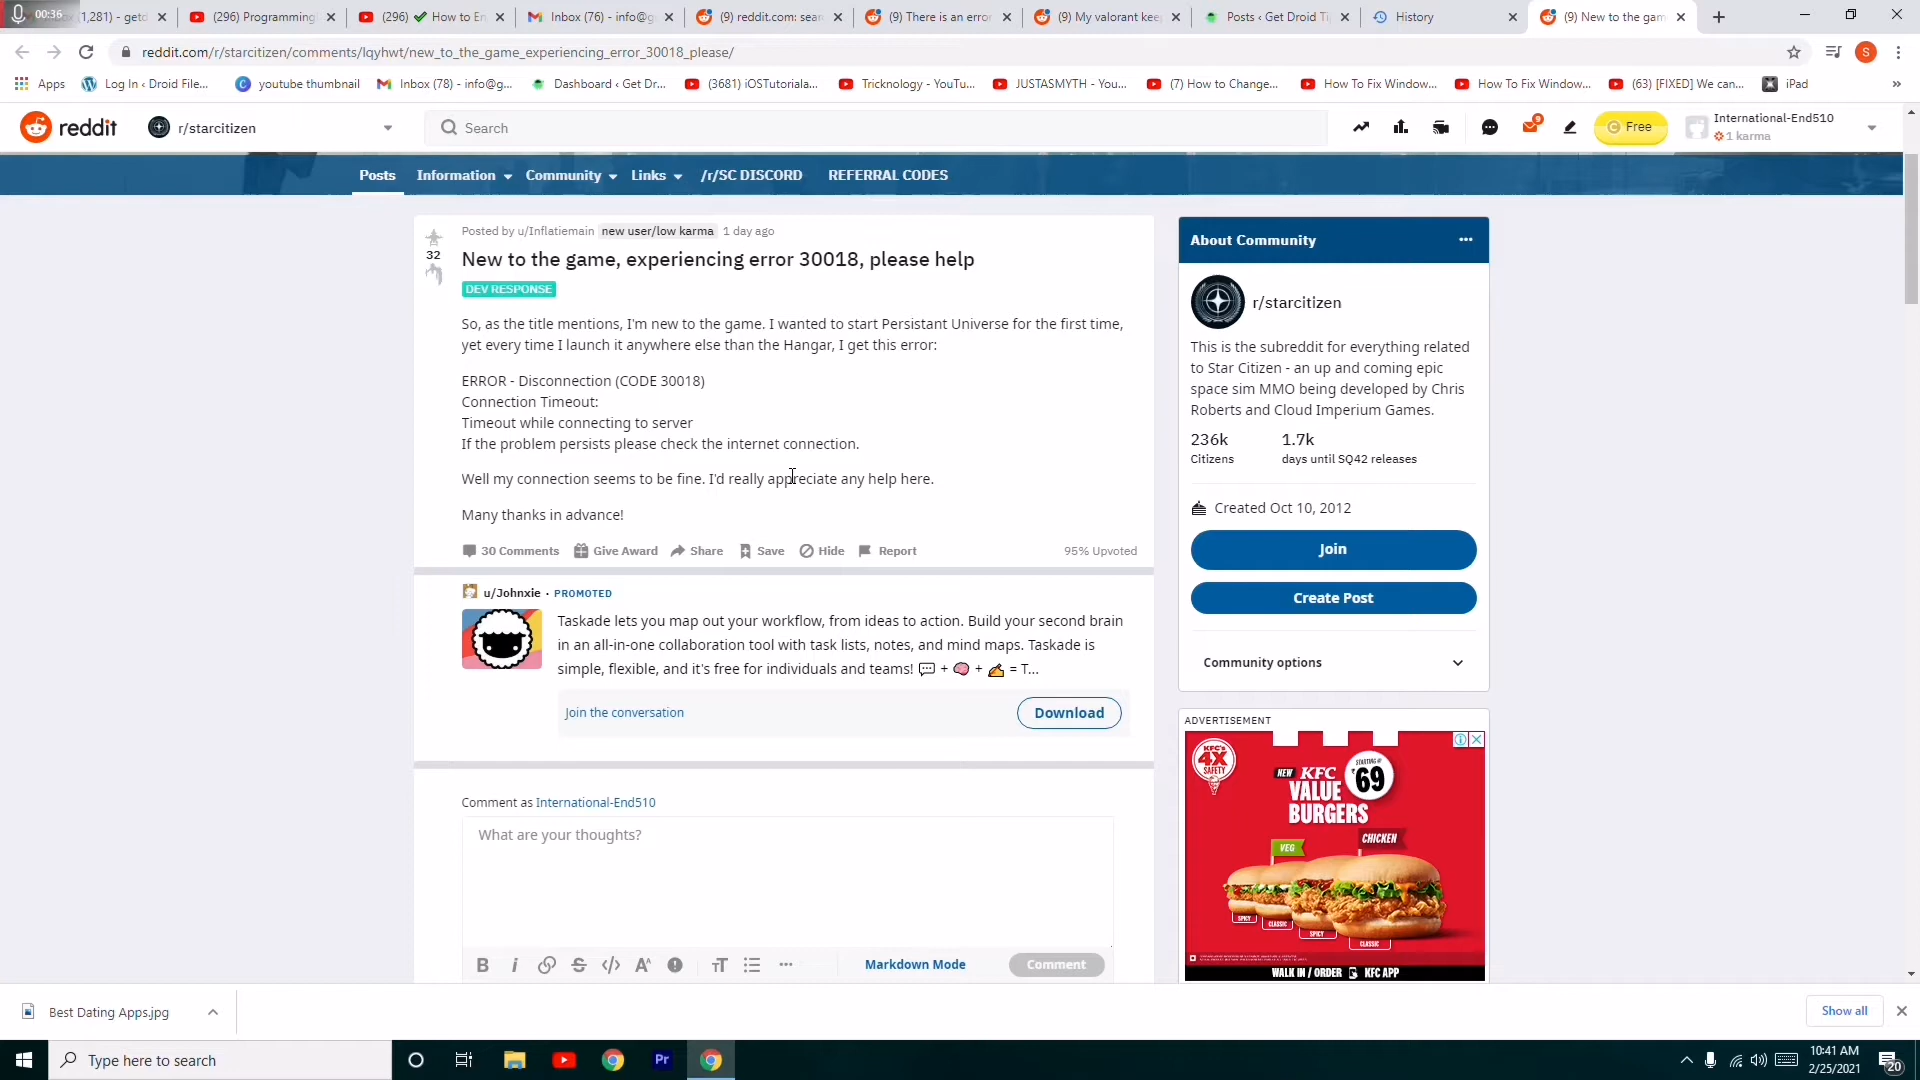 00:36
(1,281) - getd
(296) Programming
(296) ✔ How to En
Inbox (76) - info@g
(9) reddit.com: sear
(9) There is an error
(9) My valorant kee
Posts ‹ Get Droid Ti
History
(9) New to the gam
reddit.com/r/starcitizen/comments/lqyhwt/new_to_the_game_experiencing_error_30018_please/
S
Apps
Log In ‹ Droid File...
youtube thumbnail
Inbox (78) - info@g...
Dashboard ‹ Get Dr...
(3681) iOSTutoriala...
Tricknology - YouTu...
JUSTASMYTH - You...
(7) How to Change...
How To Fix Window...
How To Fix Window...
(63) [FIXED] We can...
iPad
»
reddit
r/starcitizen
Search
9
Free
International-End510
1 karma
Posts
Information
Community
Links
/r/SC DISCORD
REFERRAL CODES
32
Posted by u/Inflatiemain new user/low karma 1 day ago
New to the game, experiencing error 30018, please help
DEV RESPONSE
So, as the title mentions, I'm new to the game. I wanted to start Persistant Universe for the first time,
yet every time I launch it anywhere else than the Hangar, I get this error:
ERROR - Disconnection (CODE 30018)
Connection Timeout:
Timeout while connecting to server
If the problem persists please check the internet connection.
Well my connection seems to be fine. I'd really appreciate any help here.
Many thanks in advance!
30 Comments
Give Award
Share
Save
Hide
Report
95% Upvoted
u/Johnxie · PROMOTED
Taskade lets you map out your workflow, from ideas to action. Build your second brain
in an all-in-one collaboration tool with task lists, notes, and mind maps. Taskade is
simple, flexible, and it's free for individuals and teams! 💬 + 🧠 + ✍ = T...
Join the conversation
Download
Comment as International-End510
What are your thoughts?
B
i
Markdown Mode
Comment
About Community
r/starcitizen
This is the subreddit for everything related
to Star Citizen - an up and coming epic
space sim MMO being developed by Chris
Roberts and Cloud Imperium Games.
236k
Citizens
1.7k
days until SQ42 releases
Created Oct 10, 2012
Join
Create Post
Community options
ADVERTISEMENT
KFC's
4X
SAFETY
NEW KFC
VALUE
BURGERS
STARTING @
₹69
VEG
CHICKEN
SPICY
CLASSIC
SPICY
CLASSIC
WALK IN / ORDER KFC APP
Best Dating Apps.jpg
Show all
Type here to search
Pr
10:41 AM
2/25/2021
20